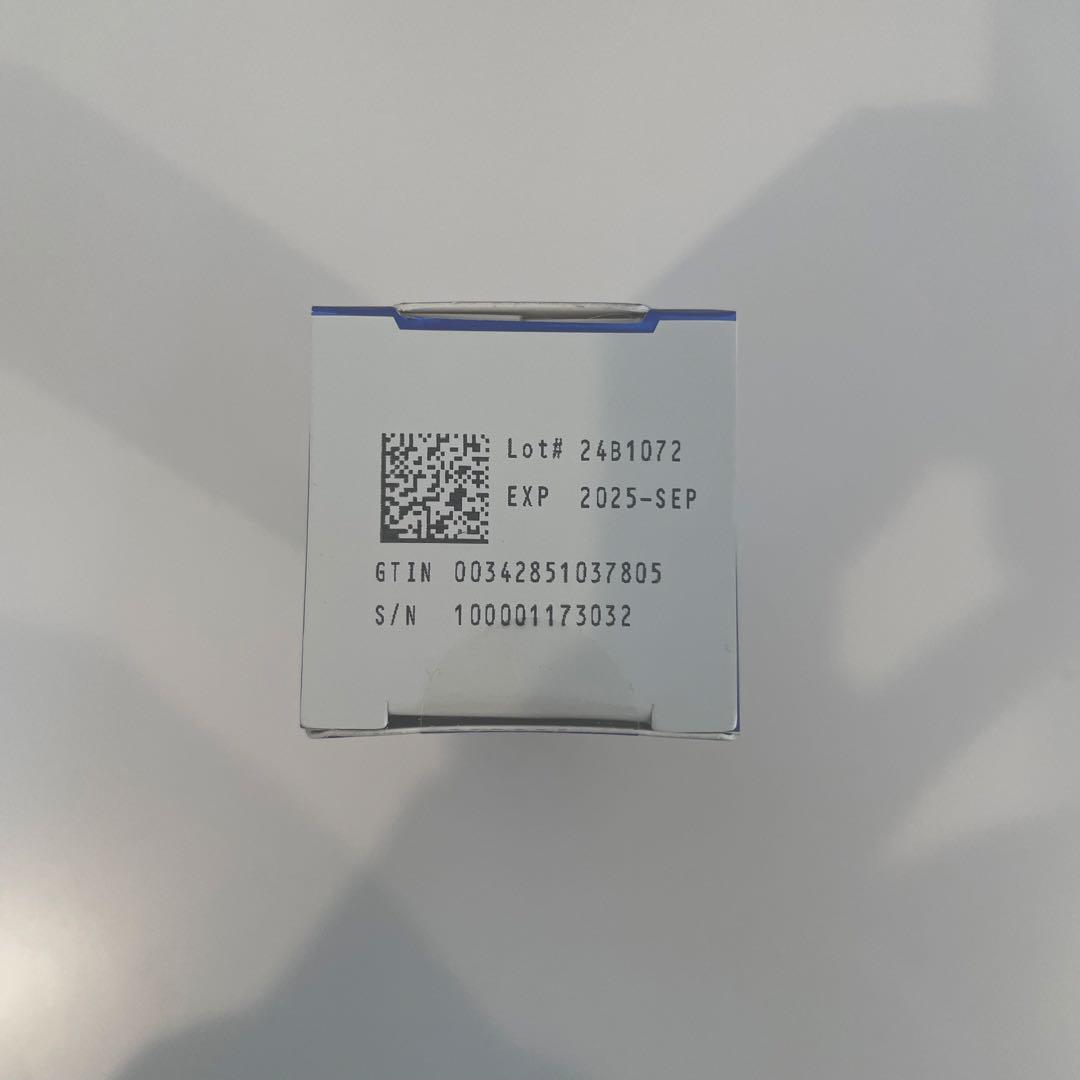 Lot# 24B1072
EXP 2025-SEP
GTIN 00342851037805
S/N 100001173032